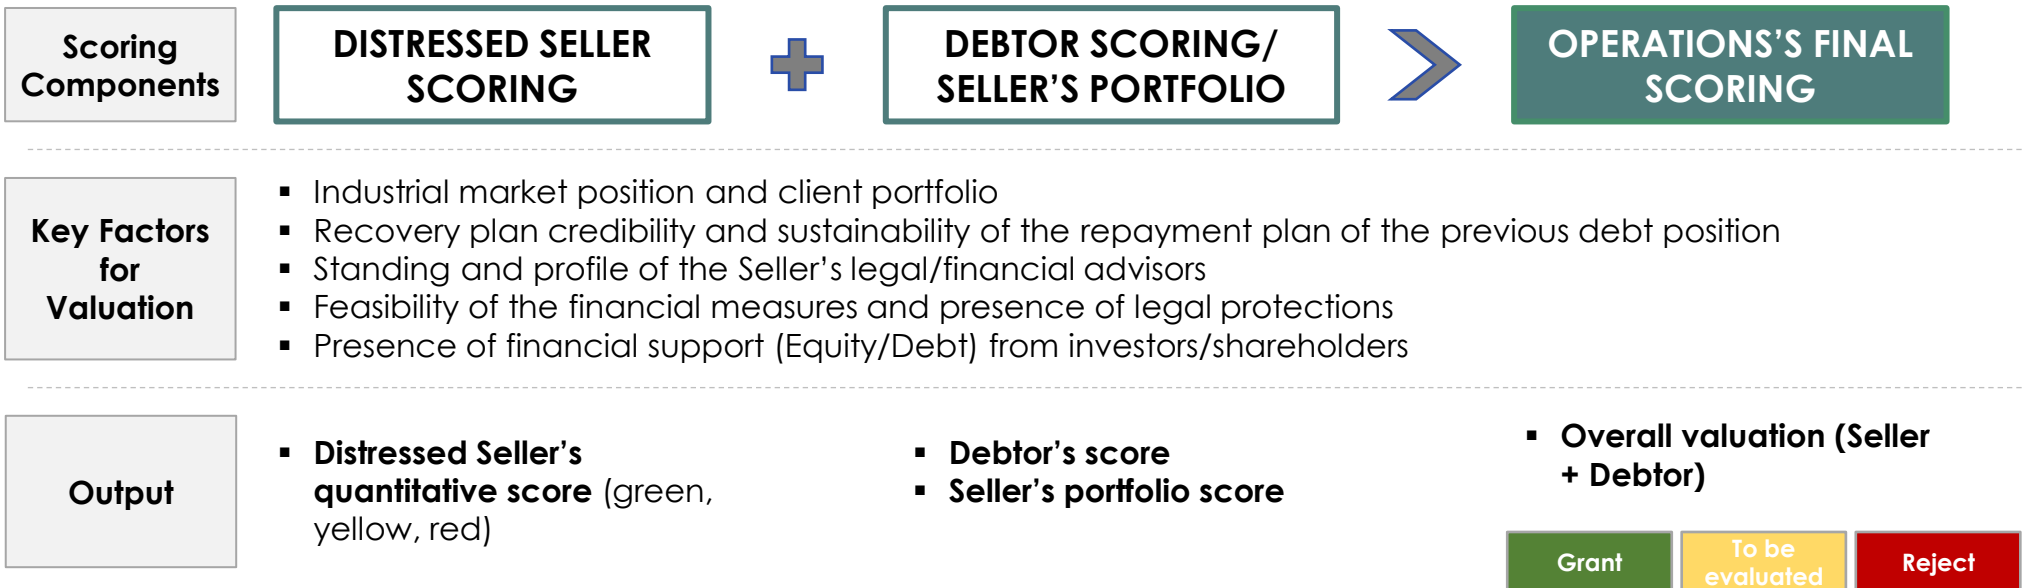 Scoring
Components
DISTRESSED SELLER
SCORING
DEBTOR SCORING/
SELLER'S PORTFOLIO
OPERATIONS'S FINAL
SCORING
Key Factors
for
Valuation
▪ Industrial market position and client portfolio
▪ Recovery plan credibility and sustainability of the repayment plan of the previous debt position
▪ Standing and profile of the Seller's legal/financial advisors
▪ Feasibility of the financial measures and presence of legal protections
▪ Presence of financial support (Equity/Debt) from investors/shareholders
Output
▪ Distressed Seller's
quantitative score (green,
yellow, red)
▪ Debtor's score
▪ Seller's portfolio score
▪ Overall valuation (Seller
+ Debtor)
Grant
To be
evaluated
Reject